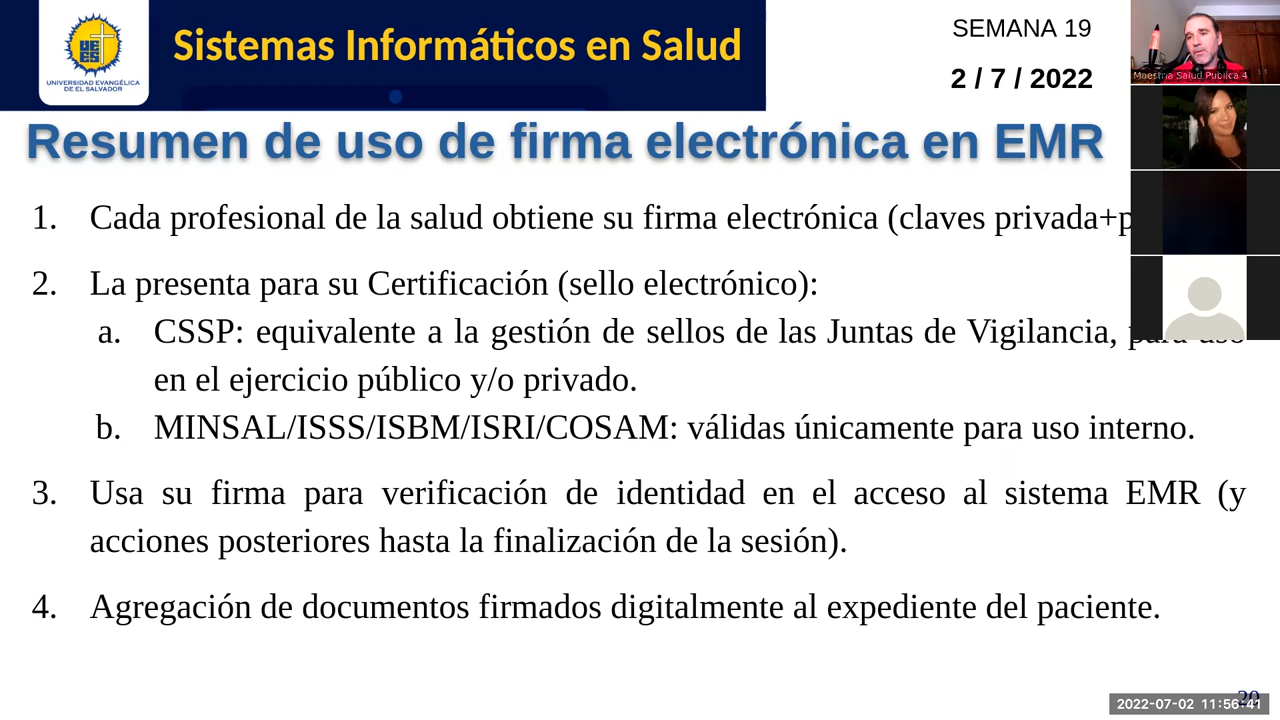 UNIVERSIDAD EVANGÉLICA
DE EL SALVADOR
Sistemas Informáticos en Salud
SEMANA 19
2 / 7 / 2022
Maestria Salud Publica 4
Resumen de uso de firma electrónica en EMR
1. Cada profesional de la salud obtiene su firma electrónica (claves privada+p
2. La presenta para su Certificación (sello electrónico):
a. CSSP: equivalente a la gestión de sellos de las Juntas de Vigilancia, para uso
en el ejercicio público y/o privado.
b. MINSAL/ISSS/ISBM/ISRI/COSAM: válidas únicamente para uso interno.
3. Usa su firma para verificación de identidad en el acceso al sistema EMR (y
acciones posteriores hasta la finalización de la sesión).
4. Agregación de documentos firmados digitalmente al expediente del paciente.
20
2022-07-02 11:56:41